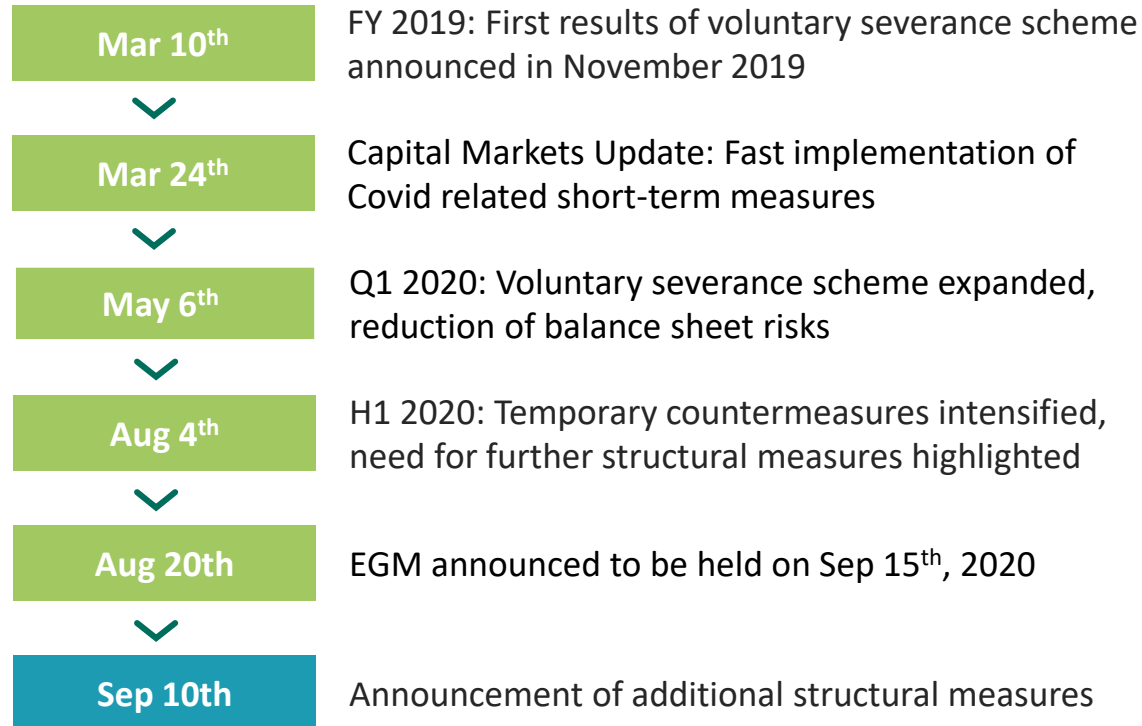 Mar 10th
FY 2019: First results of voluntary severance scheme
announced in November 2019
Mar 24th
Capital Markets Update: Fast implementation of
Covid related short-term measures
May 6th
Q1 2020: Voluntary severance scheme expanded,
reduction of balance sheet risks
Aug 4th
H1 2020: Temporary countermeasures intensified,
need for further structural measures highlighted
Aug 20th
EGM announced to be held on Sep 15th, 2020
Sep 10th
Announcement of additional structural measures